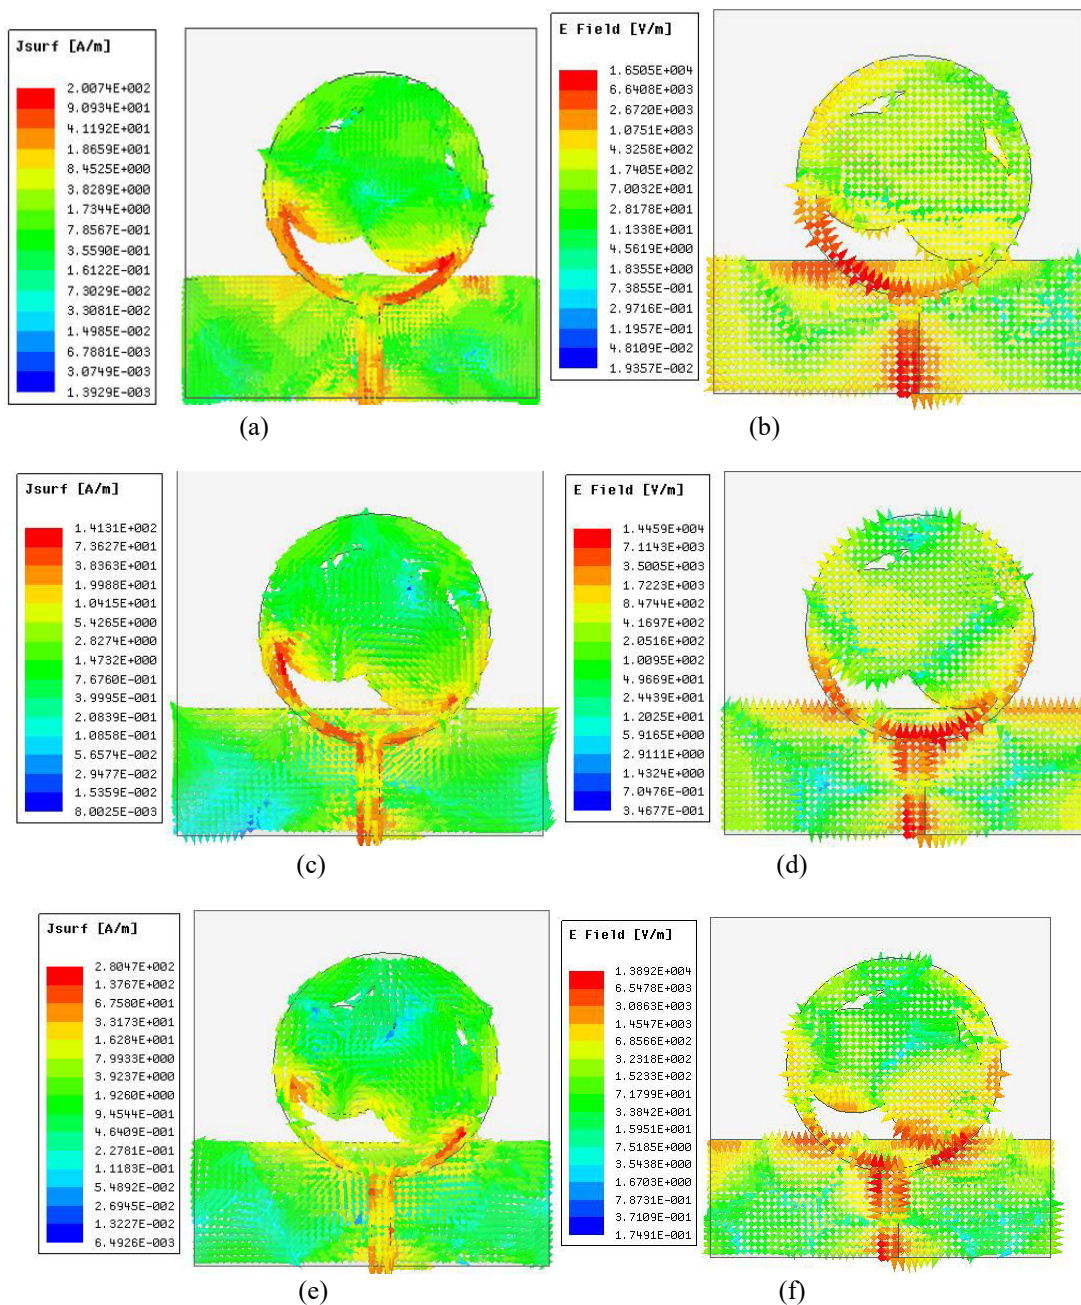 Jsurf [A/m]
2.0074E+002
9.0934E+001
4.1192E+001
1.8659E+001
8.4525E+000
3.8289E+000
1.7344E+000
7.8567E-001
3.5590E-001
1.6122E-001
7.3029E-002
3.3081E-002
1.4985E-002
6.7881E-003
3.0749E-003
1.3929E-003
(a)
E Field [V/m]
1.6505E+004
6.6408E+003
2.6720E+003
1.0751E+003
4.3258E+002
1.7405E+002
7.0032E+001
2.8178E+001
1.1338E+001
4.5619E+000
1.8355E+000
7.3855E-001
2.9716E-001
1.1957E-001
4.8109E-002
1.9357E-002
(b)
Jsurf [A/m]
1.4131E+002
7.3627E+001
3.8363E+001
1.9988E+001
1.0415E+001
5.4265E+000
2.8274E+000
1.4732E+000
7.6760E-001
3.9995E-001
2.0839E-001
1.0858E-001
5.6574E-002
2.9477E-002
1.5359E-002
8.0025E-003
(c)
E Field [V/m]
1.4459E+004
7.1143E+003
3.5005E+003
1.7223E+003
8.4744E+002
4.1697E+002
2.0516E+002
1.0095E+002
4.9669E+001
2.4439E+001
1.2025E+001
5.9165E+000
2.9111E+000
1.4324E+000
7.0476E-001
3.4677E-001
(d)
Jsurf [A/m]
2.8047E+002
1.3767E+002
6.7580E+001
3.3173E+001
1.6284E+001
7.9933E+000
3.9237E+000
1.9260E+000
9.4544E-001
4.6409E-001
2.2781E-001
1.1183E-001
5.4892E-002
2.6945E-002
1.3227E-002
6.4926E-003
(e)
E Field [V/m]
1.3892E+004
6.5478E+003
3.0863E+003
1.4547E+003
6.8566E+002
3.2318E+002
1.5233E+002
7.1799E+001
3.3842E+001
1.5951E+001
7.5185E+000
3.5438E+000
1.6703E+000
7.8731E-001
3.7109E-001
1.7491E-001
(f)